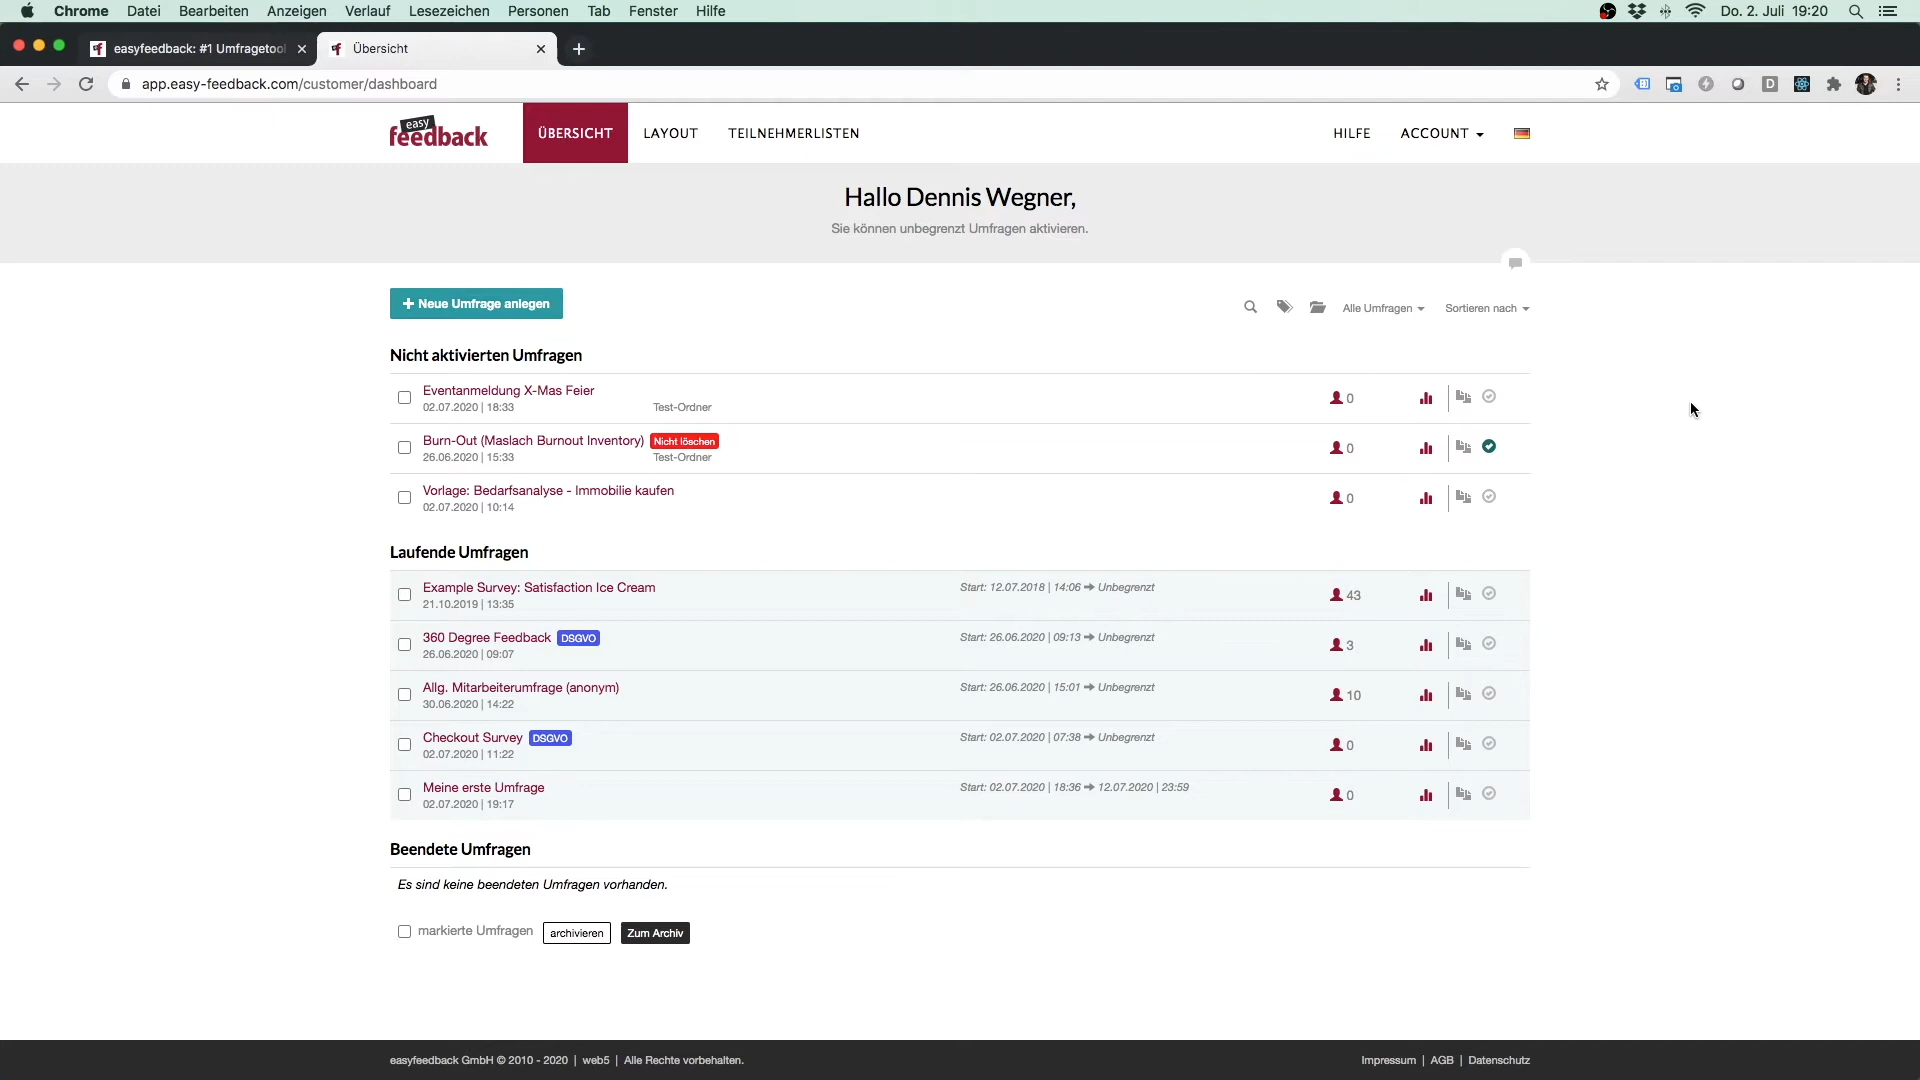 Chrome Datei Bearbeiten Anzeigen Verlauf Lesezeichen Personen Tab Fenster Hilfe Do. 2. Juli 19:20
easyfeedback: #1 Umfragetool Übersicht
app.easy-feedback.com/customer/dashboard
easy feedback ÜBERSICHT LAYOUT TEILNEHMERLISTEN HILFE ACCOUNT
Hallo Dennis Wegner,
Sie können unbegrenzt Umfragen aktivieren.
Neue Umfrage anlegen Alle Umfragen Sortieren nach
Nicht aktivierten Umfragen
Eventanmeldung X-Mas Feier 0
02.07.2020 | 18:33 Test-Ordner
Burn-Out (Maslach Burnout Inventory) Nicht löschen 0
26.06.2020 | 15:33 Test-Ordner
Vorlage: Bedarfsanalyse - Immobilie kaufen 0
02.07.2020 | 10:14
Laufende Umfragen
Example Survey: Satisfaction Ice Cream Start: 12.07.2018 | 14:06 ➔ Unbegrenzt 43
21.10.2019 | 13:35
360 Degree Feedback DSGVO Start: 26.06.2020 | 09:13 ➔ Unbegrenzt 3
26.06.2020 | 09:07
Allg. Mitarbeiterumfrage (anonym) Start: 26.06.2020 | 15:01 ➔ Unbegrenzt 10
30.06.2020 | 14:22
Checkout Survey DSGVO Start: 02.07.2020 | 07:38 ➔ Unbegrenzt 0
02.07.2020 | 11:22
Meine erste Umfrage Start: 02.07.2020 | 18:36 ➔ 12.07.2020 | 23:59 0
02.07.2020 | 19:17
Beendete Umfragen
Es sind keine beendeten Umfragen vorhanden.
markierte Umfragen archivieren Zum Archiv
easyfeedback GmbH © 2010 - 2020 | web5 | Alle Rechte vorbehalten. Impressum | AGB | Datenschutz